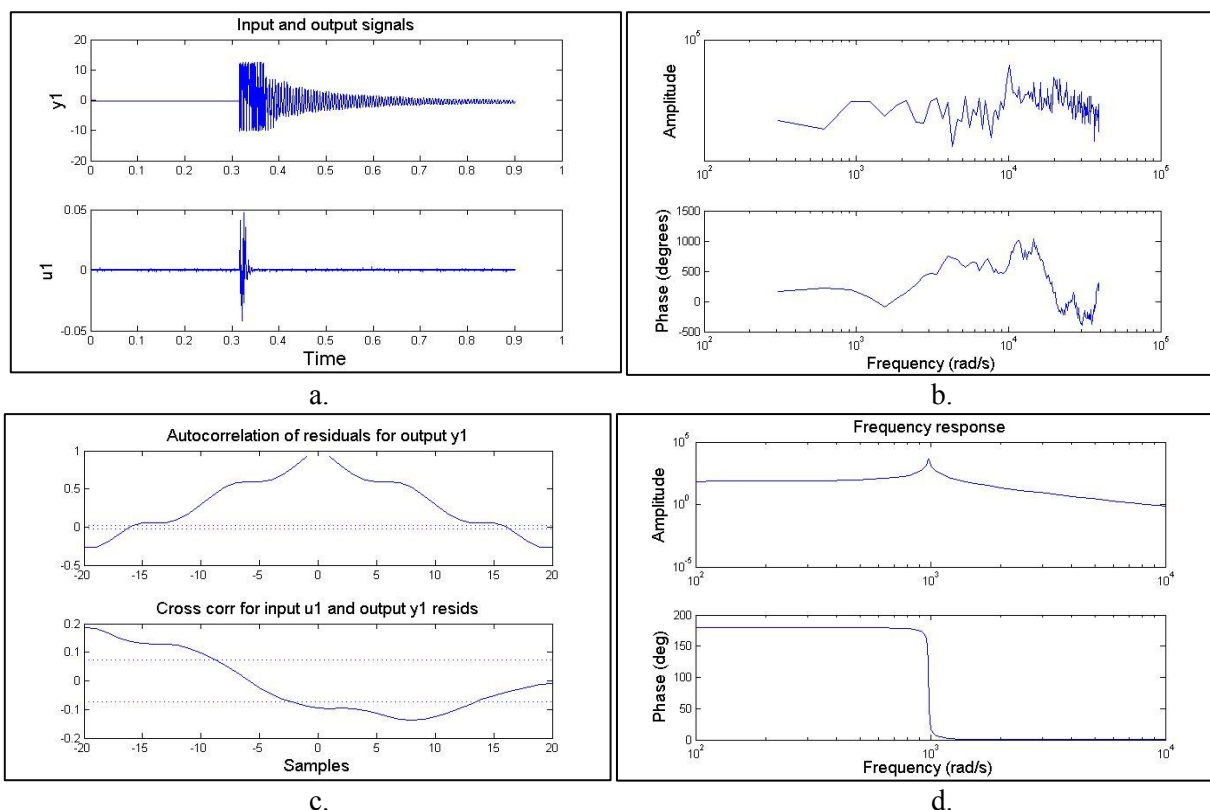 Input and output signals
20
10
0
-10
-20
y1
0 0.1 0.2 0.3 0.4 0.5 0.6 0.7 0.8 0.9 1
0.05
0
-0.05
u1
0 0.1 0.2 0.3 0.4 0.5 0.6 0.7 0.8 0.9 1
Time
a.
10^5
Amplitude
10^2 10^3 10^4 10^5
1500
1000
500
0
-500
Phase (degrees)
10^2 10^3 10^4 10^5
Frequency (rad/s)
b.
Autocorrelation of residuals for output y1
1
0.5
0
-0.5
-20 -15 -10 -5 0 5 10 15 20
Cross corr for input u1 and output y1 resids
0.2
0.1
0
-0.1
-0.2
-20 -15 -10 -5 0 5 10 15 20
Samples
c.
Frequency response
10^5
10^0
10^-5
Amplitude
10^2 10^3 10^4
200
150
100
50
0
Phase (deg)
10^2 10^3 10^4
Frequency (rad/s)
d.